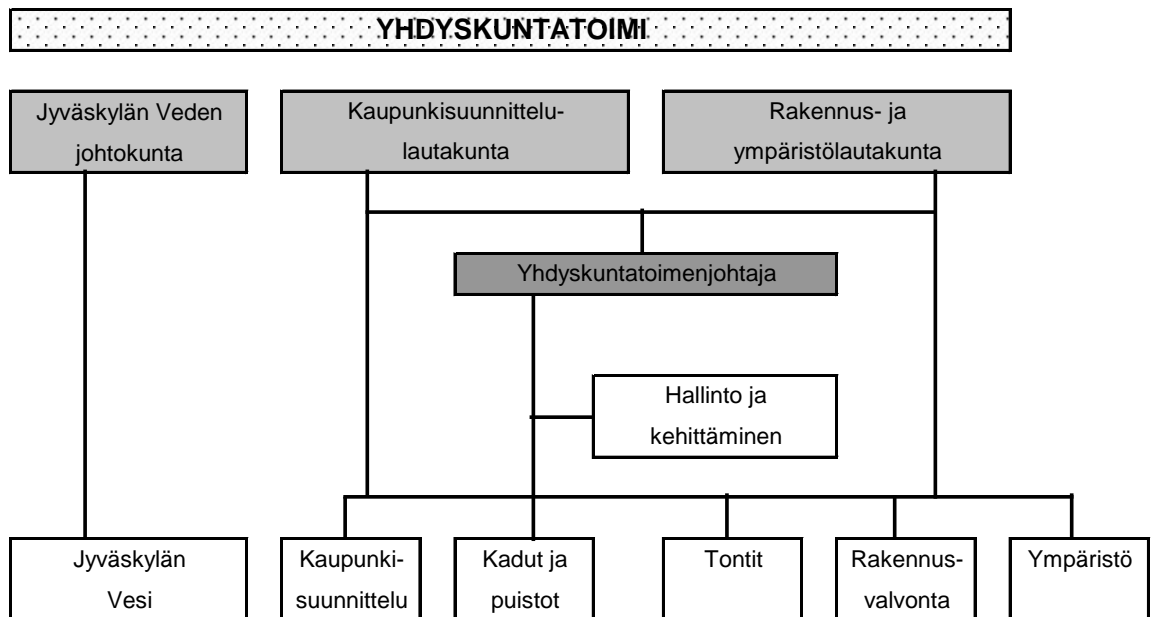 YHDYSKUNTATOIMI
Jyväskylän Veden
johtokunta
Kaupunkisuunnittelu-
lautakunta
Rakennus- ja
ympäristölautakunta
Yhdyskuntatoimenjohtaja
Hallinto ja
kehittäminen
Jyväskylän
Vesi
Kaupunki-
suunnittelu
Kadut ja
puistot
Tontit
Rakennus-
valvonta
Ympäristö